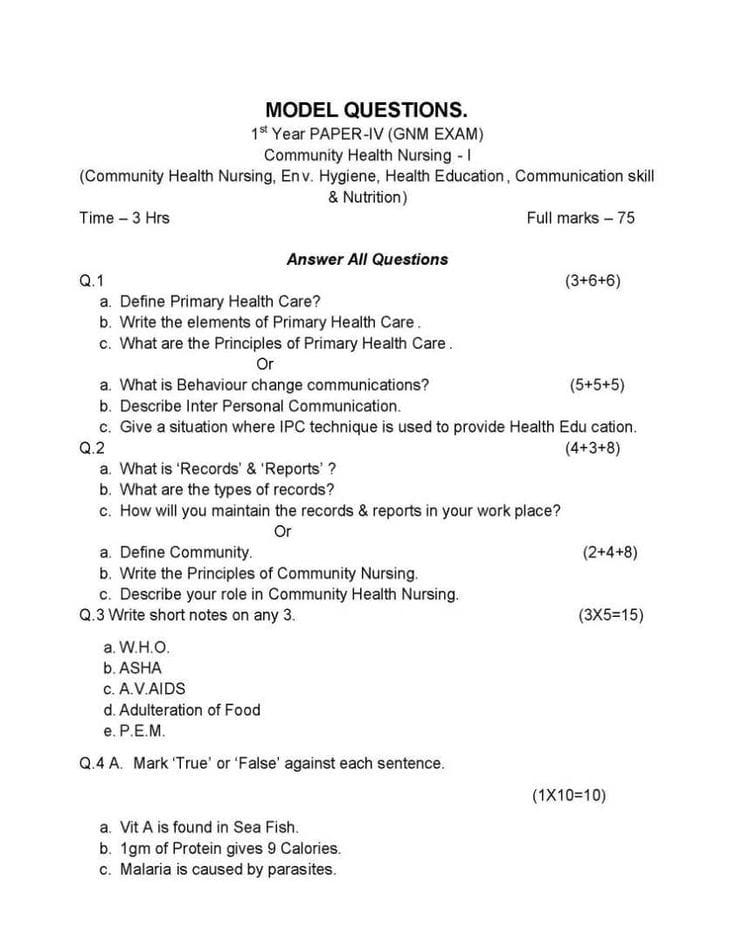 MODEL QUESTIONS.
1st Year PAPER-IV (GNM EXAM)
Community Health Nursing - I
(Community Health Nursing, Env. Hygiene, Health Education, Communication skill
& Nutrition)
Time – 3 Hrs Full marks – 75
Answer All Questions
Q.1 (3+6+6)
a. Define Primary Health Care?
b. Write the elements of Primary Health Care .
c. What are the Principles of Primary Health Care .
Or
a. What is Behaviour change communications? (5+5+5)
b. Describe Inter Personal Communication.
c. Give a situation where IPC technique is used to provide Health Edu cation.
Q.2 (4+3+8)
a. What is ‘Records’ & ‘Reports’ ?
b. What are the types of records?
c. How will you maintain the records & reports in your work place?
Or
a. Define Community. (2+4+8)
b. Write the Principles of Community Nursing.
c. Describe your role in Community Health Nursing.
Q.3 Write short notes on any 3. (3X5=15)
a. W.H.O.
b. ASHA
c. A.V.AIDS
d. Adulteration of Food
e. P.E.M.
Q.4 A. Mark ‘True’ or ‘False’ against each sentence.
(1X10=10)
a. Vit A is found in Sea Fish.
b. 1gm of Protein gives 9 Calories.
c. Malaria is caused by parasites.